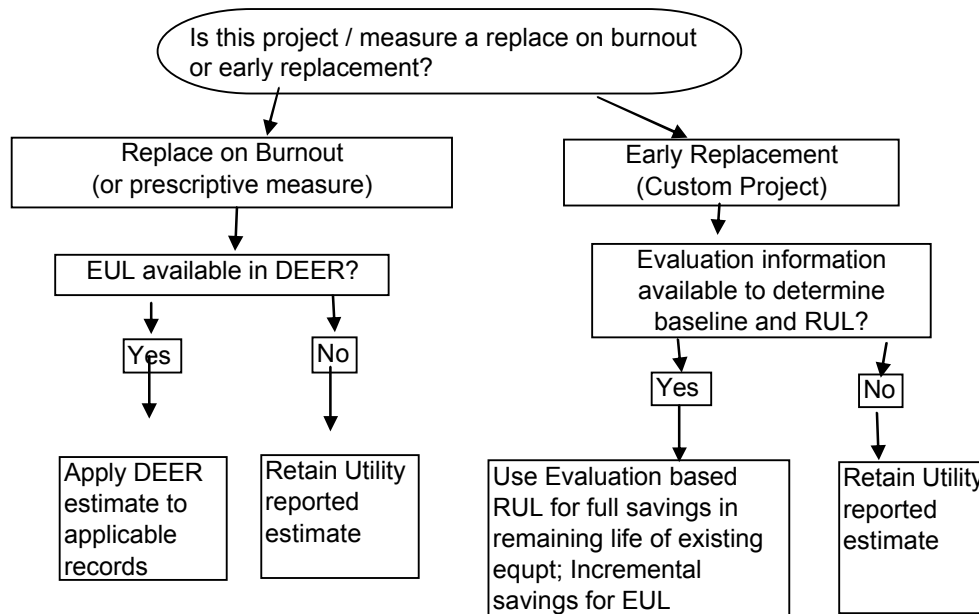 Is this project / measure a replace on burnout
or early replacement?
Replace on Burnout
(or prescriptive measure)
Early Replacement
(Custom Project)
EUL available in DEER?
Evaluation information
available to determine
baseline and RUL?
Yes
No
Yes
No
Apply DEER
estimate to
applicable
records
Retain Utility
reported
estimate
Use Evaluation based
RUL for full savings in
remaining life of existing
equpt; Incremental
savings for EUL
Retain Utility
reported
estimate